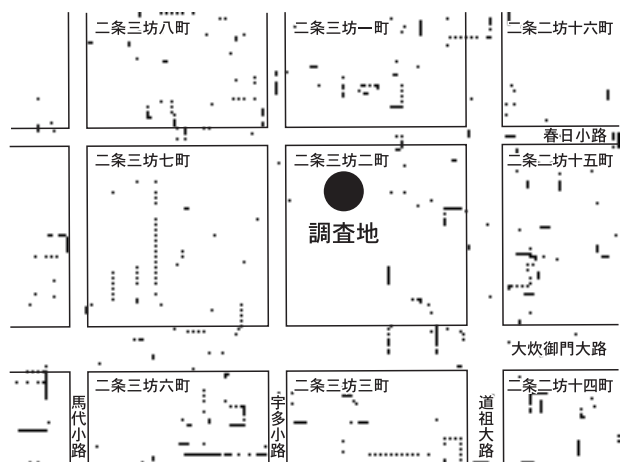 二条三坊八町
二条三坊一町
二条二坊十六町
春日小路
二条三坊七町
二条三坊二町
二条二坊十五町
調査地
大炊御門大路
二条三坊六町
二条三坊三町
二条二坊十四町
馬代小路
宇多小路
道祖大路